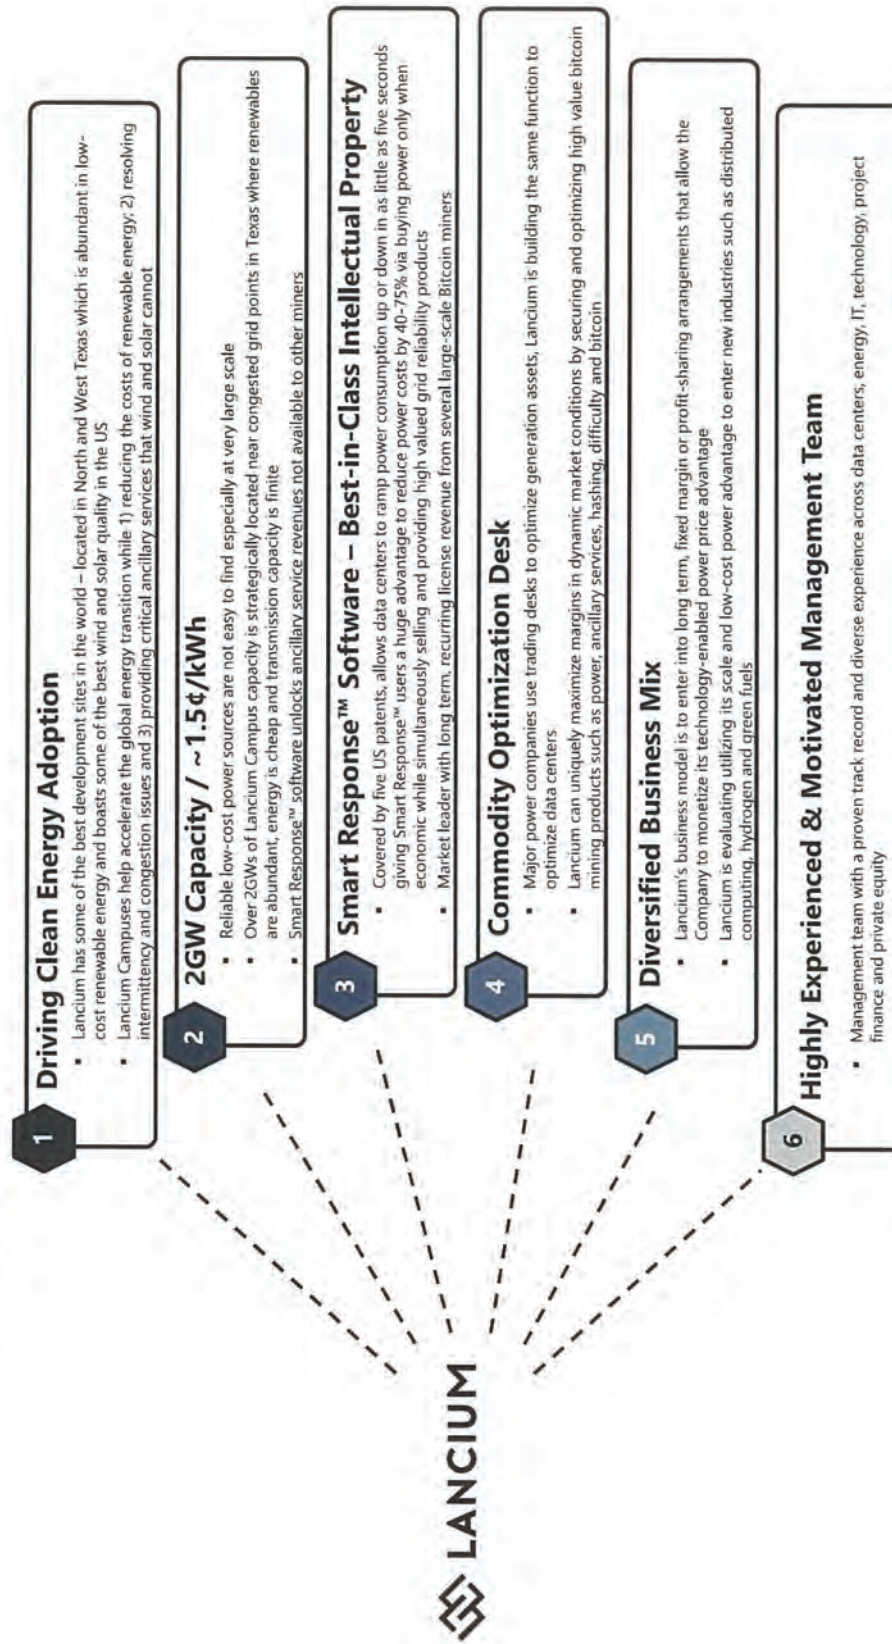 LANCIUM
1
Driving Clean Energy Adoption
▪ Lancium has some of the best development sites in the world – located in North and West Texas which is abundant in low-
cost renewable energy and boasts some of the best wind and solar quality in the US
▪ Lancium Campuses help accelerate the global energy transition while 1) reducing the costs of renewable energy; 2) resolving
intermittency and congestion issues and 3) providing critical ancillary services that wind and solar cannot
2
2GW Capacity / ~1.5¢/kWh
▪ Reliable low-cost power sources are not easy to find especially at very large scale
▪ Over 2GWs of Lancium Campus capacity is strategically located near congested grid points in Texas where renewables
are abundant, energy is cheap and transmission capacity is finite
▪ Smart Response™ software unlocks ancillary service revenues not available to other miners
3
Smart Response™ Software – Best-in-Class Intellectual Property
▪ Covered by five US patents, allows data centers to ramp power consumption up or down in as little as five seconds
giving Smart Response™ users a huge advantage to reduce power costs by 40-75% via buying power only when
economic while simultaneously selling and providing high valued grid reliability products
▪ Market leader with long term, recurring license revenue from several large-scale Bitcoin miners
4
Commodity Optimization Desk
▪ Major power companies use trading desks to optimize generation assets, Lancium is building the same function to
optimize data centers
▪ Lancium can uniquely maximize margins in dynamic market conditions by securing and optimizing high value bitcoin
mining products such as power, ancillary services, hashing, difficulty and bitcoin
5
Diversified Business Mix
▪ Lancium's business model is to enter into long term, fixed margin or profit-sharing arrangements that allow the
Company to monetize its technology-enabled power price advantage
▪ Lancium is evaluating utilizing its scale and low-cost power advantage to enter new industries such as distributed
computing, hydrogen and green fuels
6
Highly Experienced & Motivated Management Team
▪ Management team with a proven track record and diverse experience across data centers, energy, IT, technology, project
finance and private equity